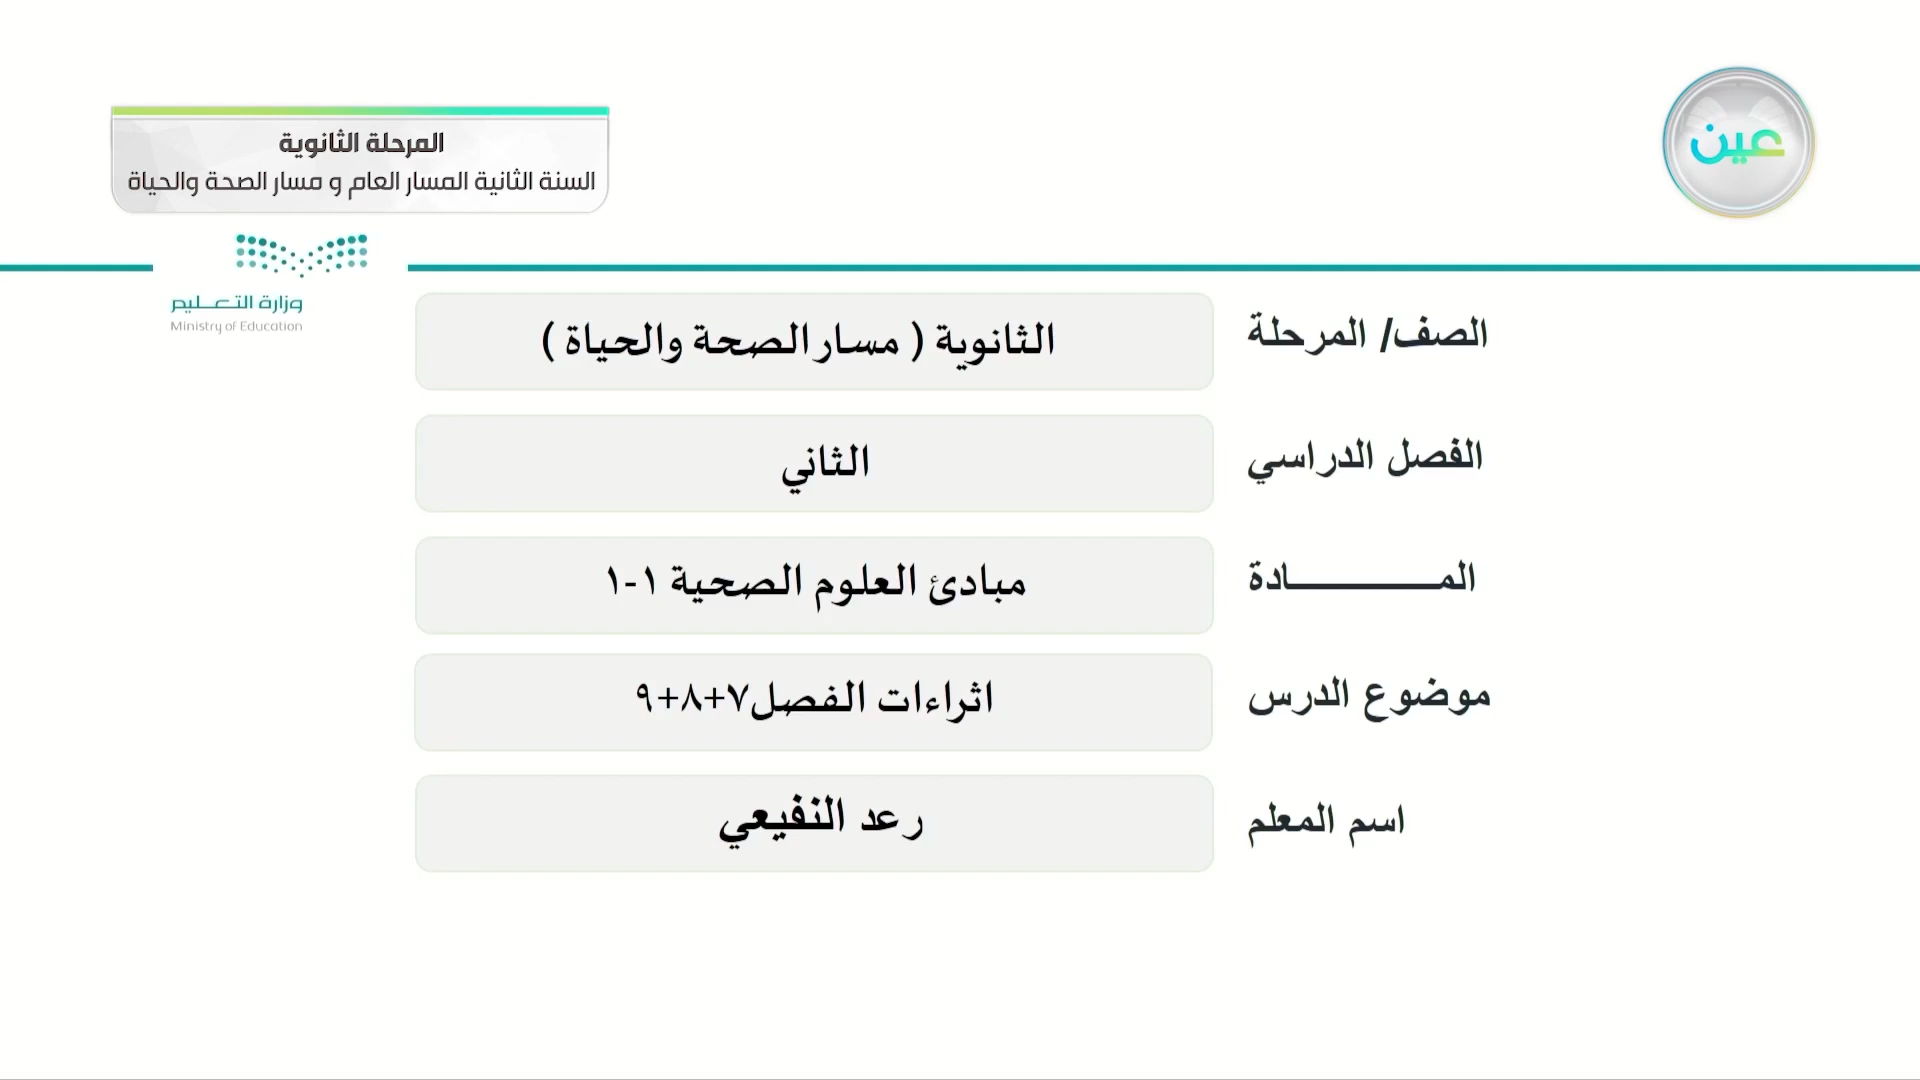 عين
المرحلة الثانوية
السنة الثانية المسار العام و مسار الصحة والحياة
وزارة التعليم
Ministry of Education
الصف/ المرحلة
الثانوية ( مسار الصحة والحياة )
الفصل الدراسي
الثاني
المـــــــــــــادة
مبادئ العلوم الصحية ١-١
موضوع الدرس
اثراءات الفصل٧+٨+٩
اسم المعلم
رعد النفيعي